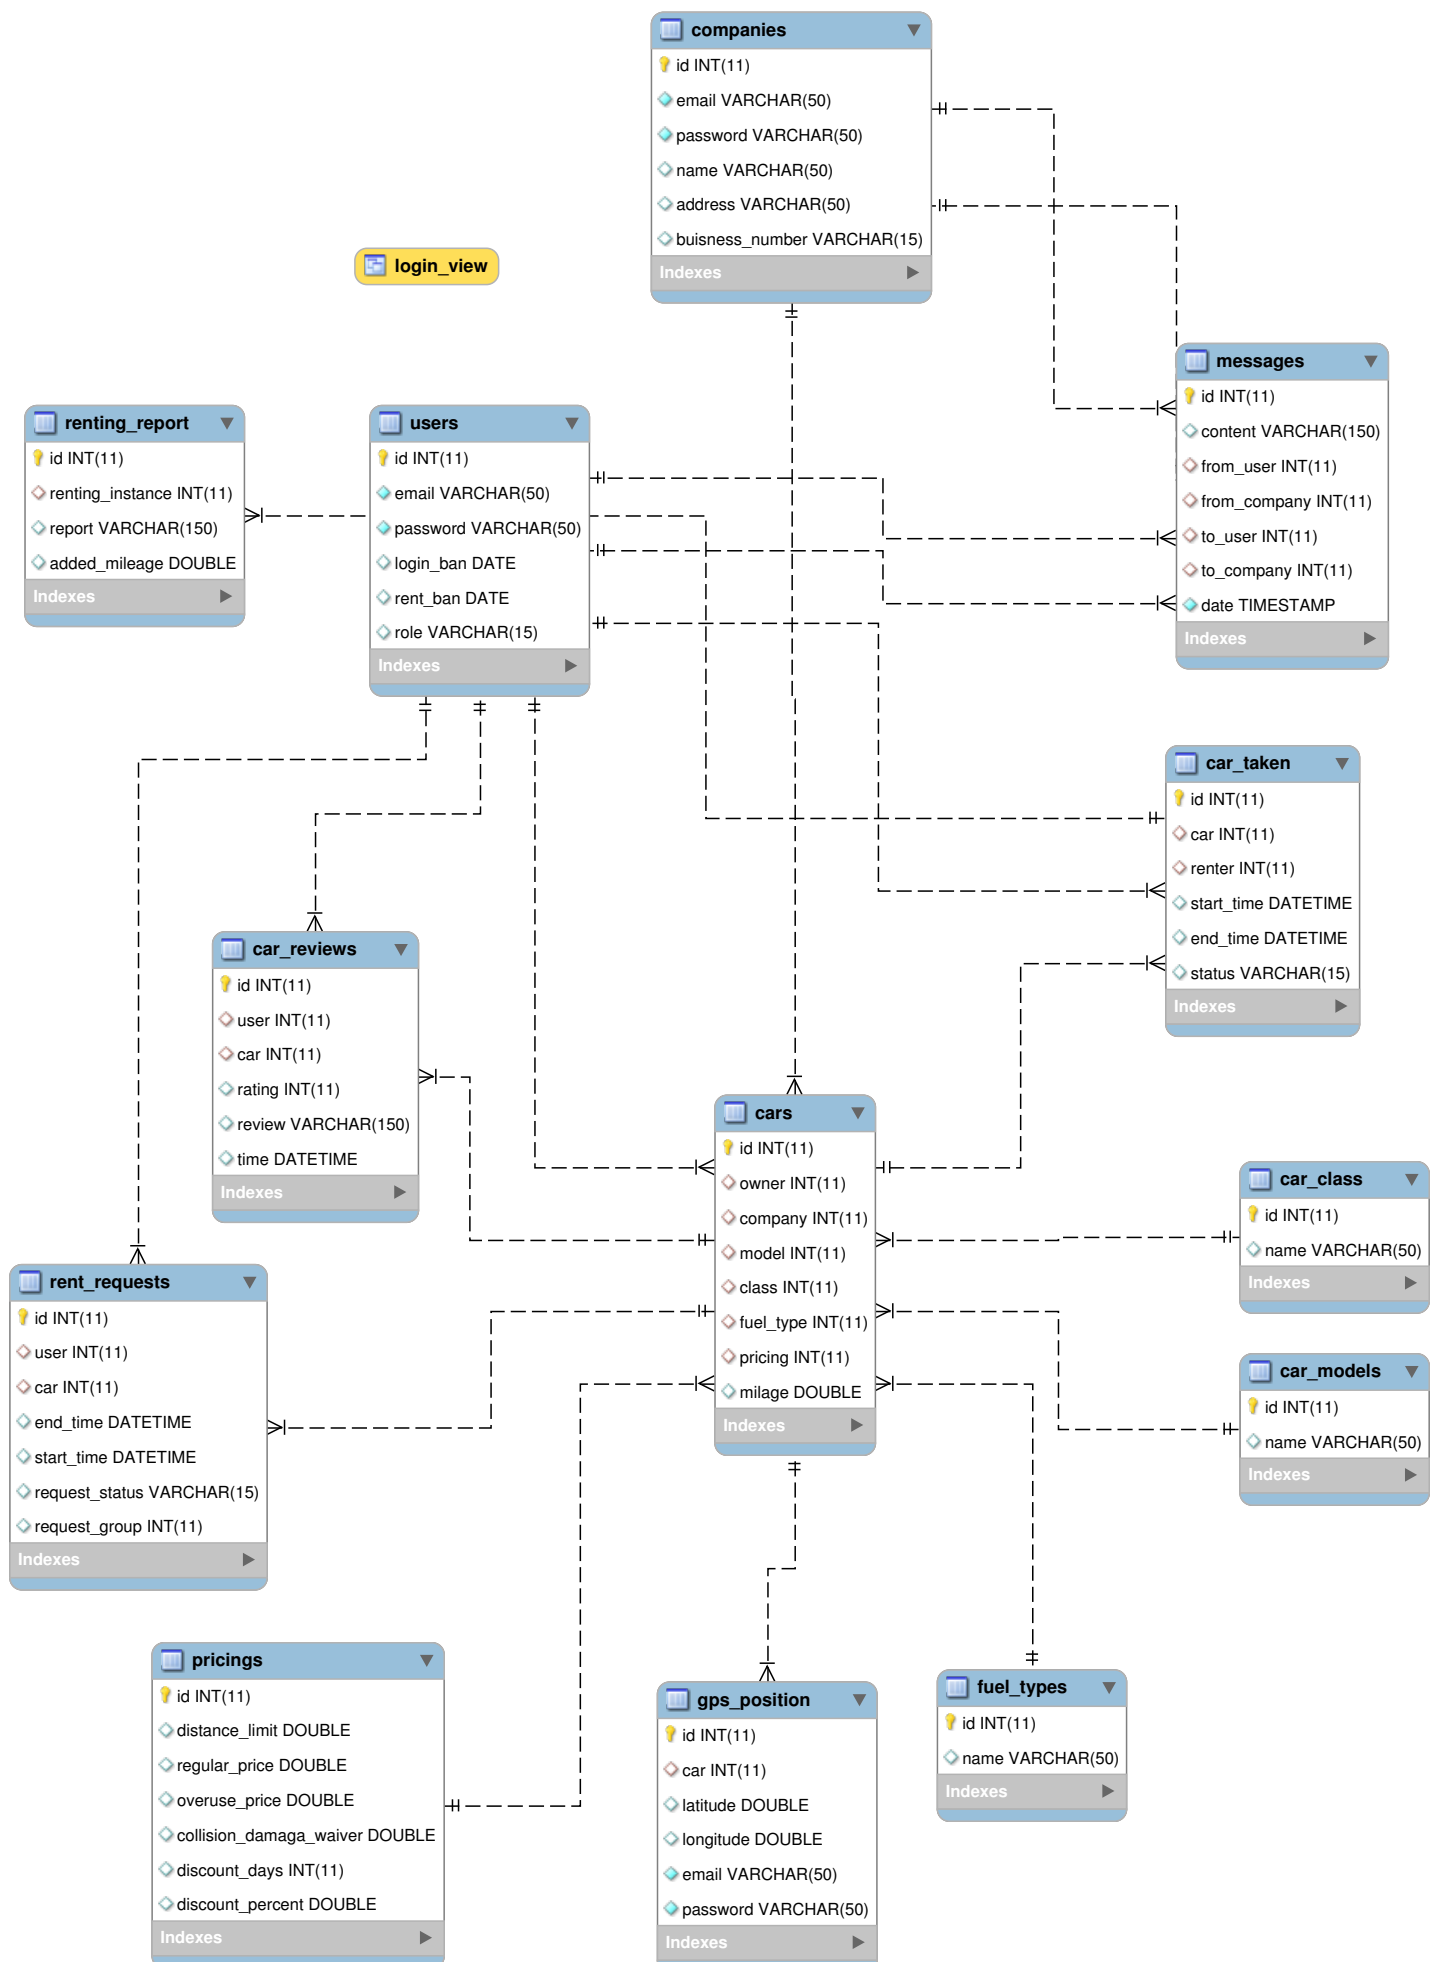 companies
id INT(11)
email VARCHAR(50)
password VARCHAR(50)
name VARCHAR(50)
address VARCHAR(50)
buisness_number VARCHAR(15)
Indexes
login_view
messages
id INT(11)
content VARCHAR(150)
from_user INT(11)
from_company INT(11)
to_user INT(11)
to_company INT(11)
date TIMESTAMP
Indexes
renting_report
id INT(11)
renting_instance INT(11)
report VARCHAR(150)
added_mileage DOUBLE
Indexes
users
id INT(11)
email VARCHAR(50)
password VARCHAR(50)
login_ban DATE
rent_ban DATE
role VARCHAR(15)
Indexes
car_taken
id INT(11)
car INT(11)
renter INT(11)
start_time DATETIME
end_time DATETIME
status VARCHAR(15)
Indexes
car_reviews
id INT(11)
user INT(11)
car INT(11)
rating INT(11)
review VARCHAR(150)
time DATETIME
Indexes
cars
id INT(11)
owner INT(11)
company INT(11)
model INT(11)
class INT(11)
fuel_type INT(11)
pricing INT(11)
milage DOUBLE
Indexes
car_class
id INT(11)
name VARCHAR(50)
Indexes
rent_requests
id INT(11)
user INT(11)
car INT(11)
end_time DATETIME
start_time DATETIME
request_status VARCHAR(15)
request_group INT(11)
Indexes
car_models
id INT(11)
name VARCHAR(50)
Indexes
pricings
id INT(11)
distance_limit DOUBLE
regular_price DOUBLE
overuse_price DOUBLE
collision_damaga_waiver DOUBLE
discount_days INT(11)
discount_percent DOUBLE
Indexes
gps_position
id INT(11)
car INT(11)
latitude DOUBLE
longitude DOUBLE
email VARCHAR(50)
password VARCHAR(50)
Indexes
fuel_types
id INT(11)
name VARCHAR(50)
Indexes